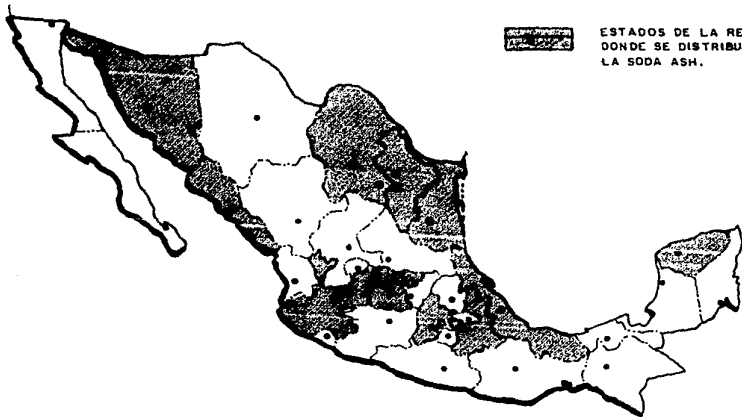 ESTADOS DE LA RE
DONDE SE DISTRIBU
LA SODA ASH.